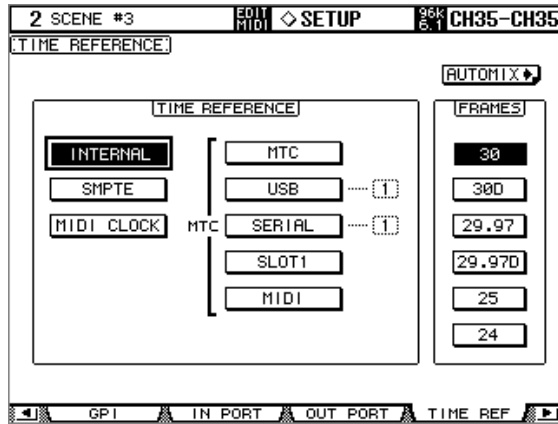 2 SCENE #3 EDIT MIDI ◇SETUP 96k 6.1 CH35-CH35
TIME REFERENCE
AUTOMIX
TIME REFERENCE
INTERNAL
SMPTE
MIDI CLOCK
MTC
MTC
USB 1
SERIAL 1
SLOT1
MIDI
FRAMES
30
30D
29.97
29.97D
25
24
GPI IN PORT OUT PORT TIME REF